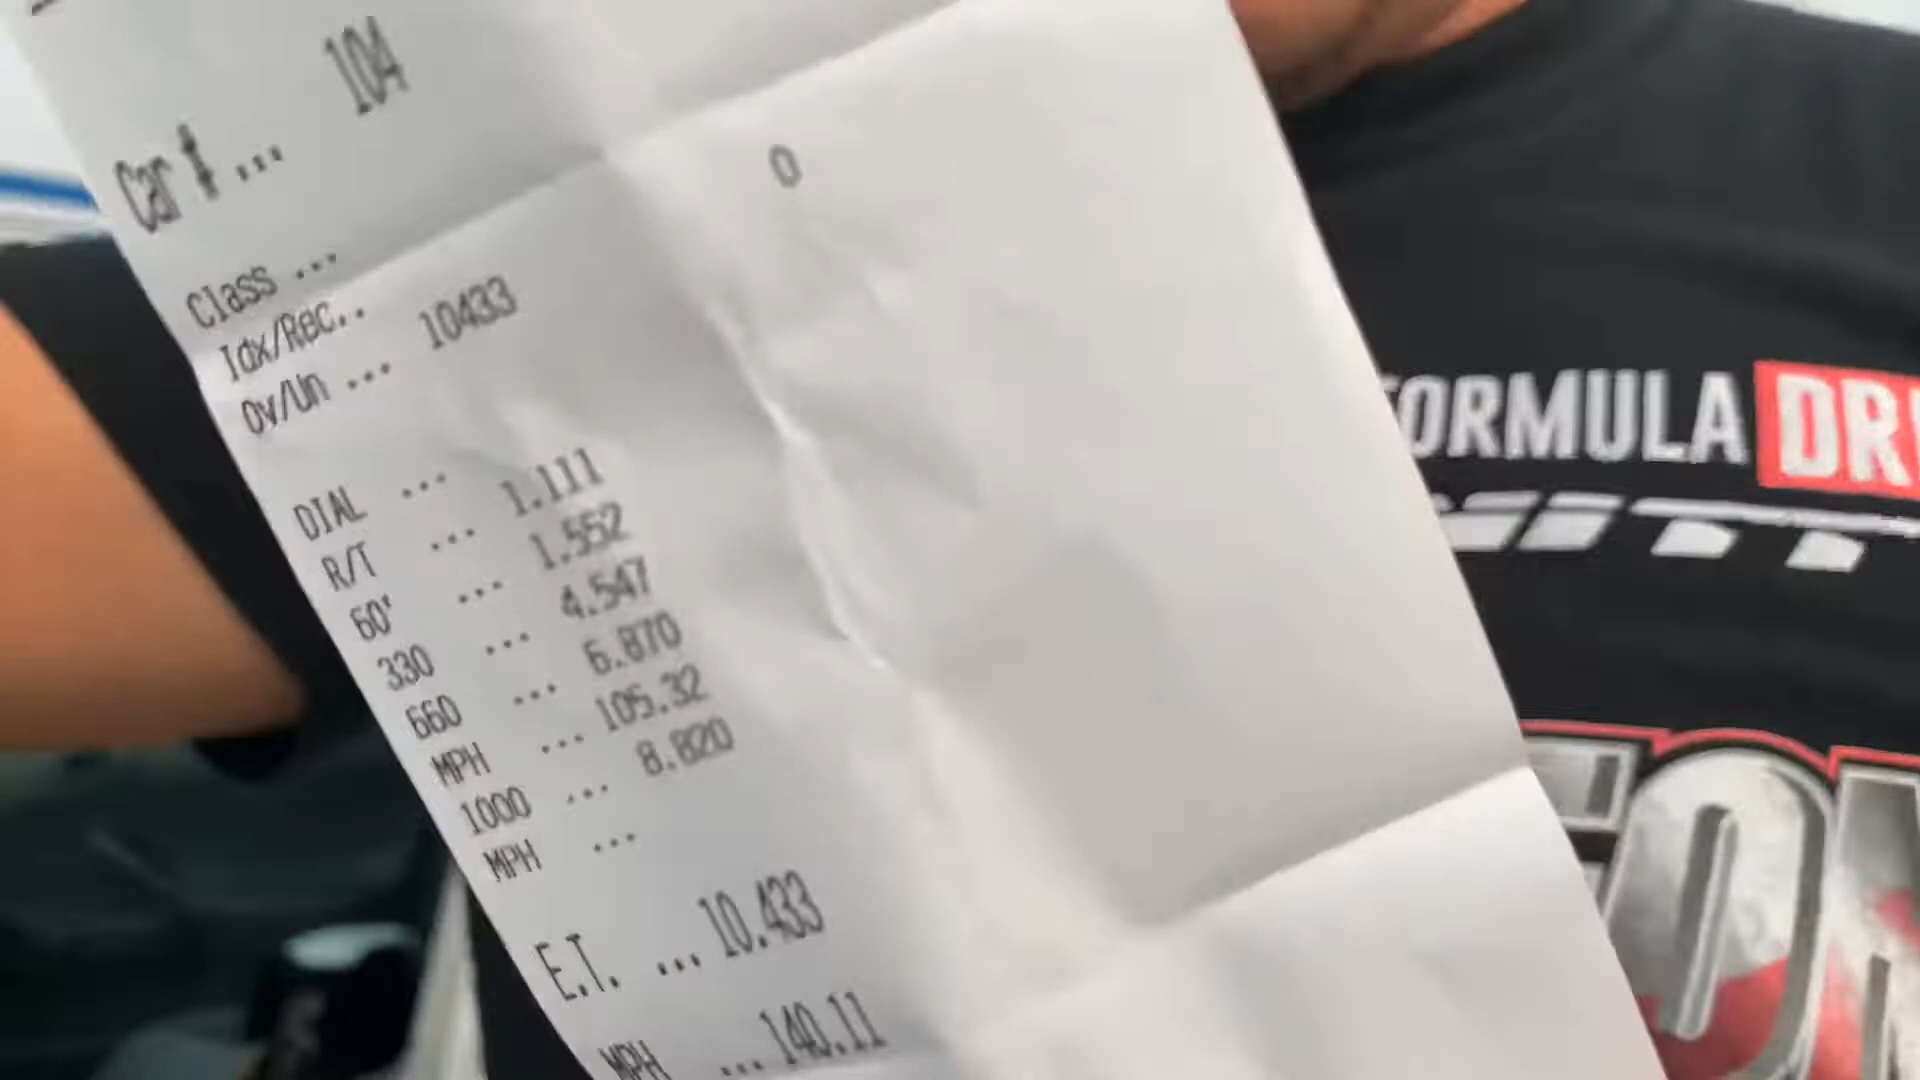 Car # ... 104
0
Class ...
Idx/Rec..
Ov/Un ... 10433
DIAL ...
R/T ... 1.111
60' ... 1.552
330 ... 4.547
660 ... 6.870
MPH ... 105.32
1000 ... 8.820
MPH ...
E.T. ... 10.433
MPH ... 140.11
FORMULA DRI